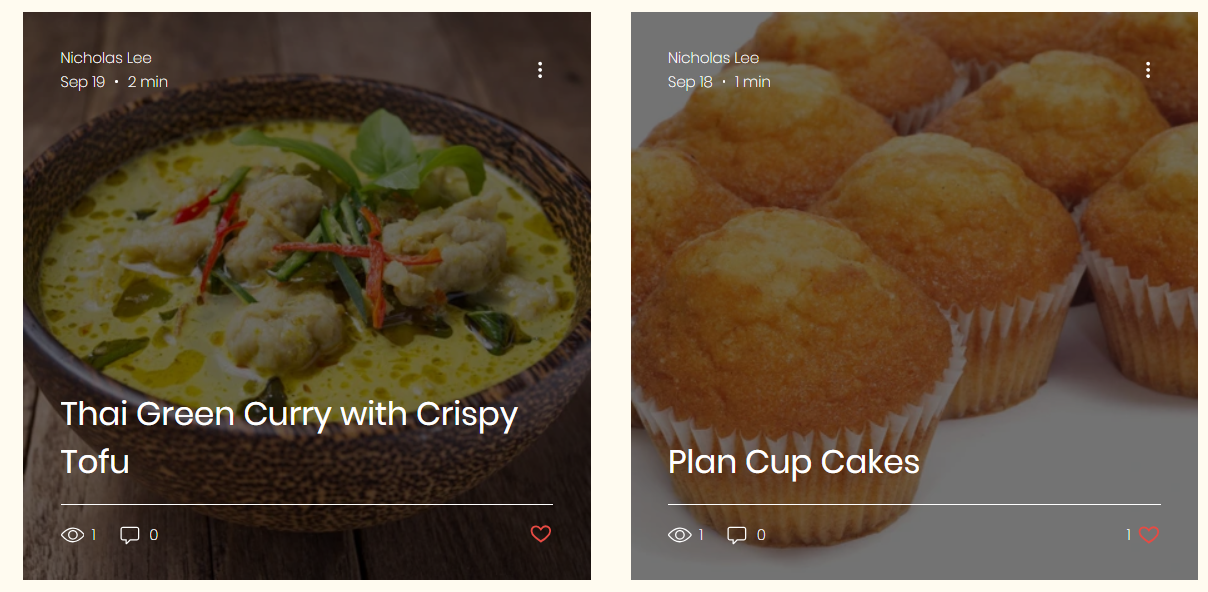 Nicholas Lee
Sep 19 · 2 min
Thai Green Curry with Crispy
Tofu
1 0
Nicholas Lee
Sep 18 · 1 min
Plan Cup Cakes
1 0 1